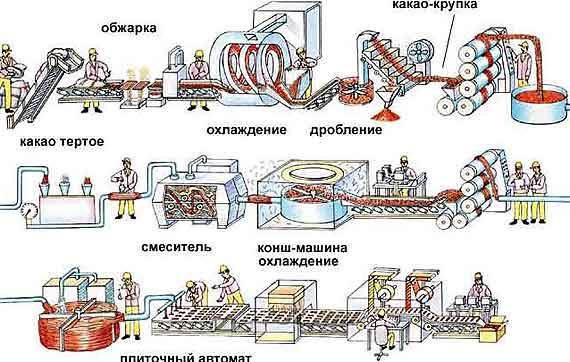 какао-крупка
обжарка
охлаждение
дробление
какао тертое
смеситель
конш-машина
охлаждение
плиточный автомат